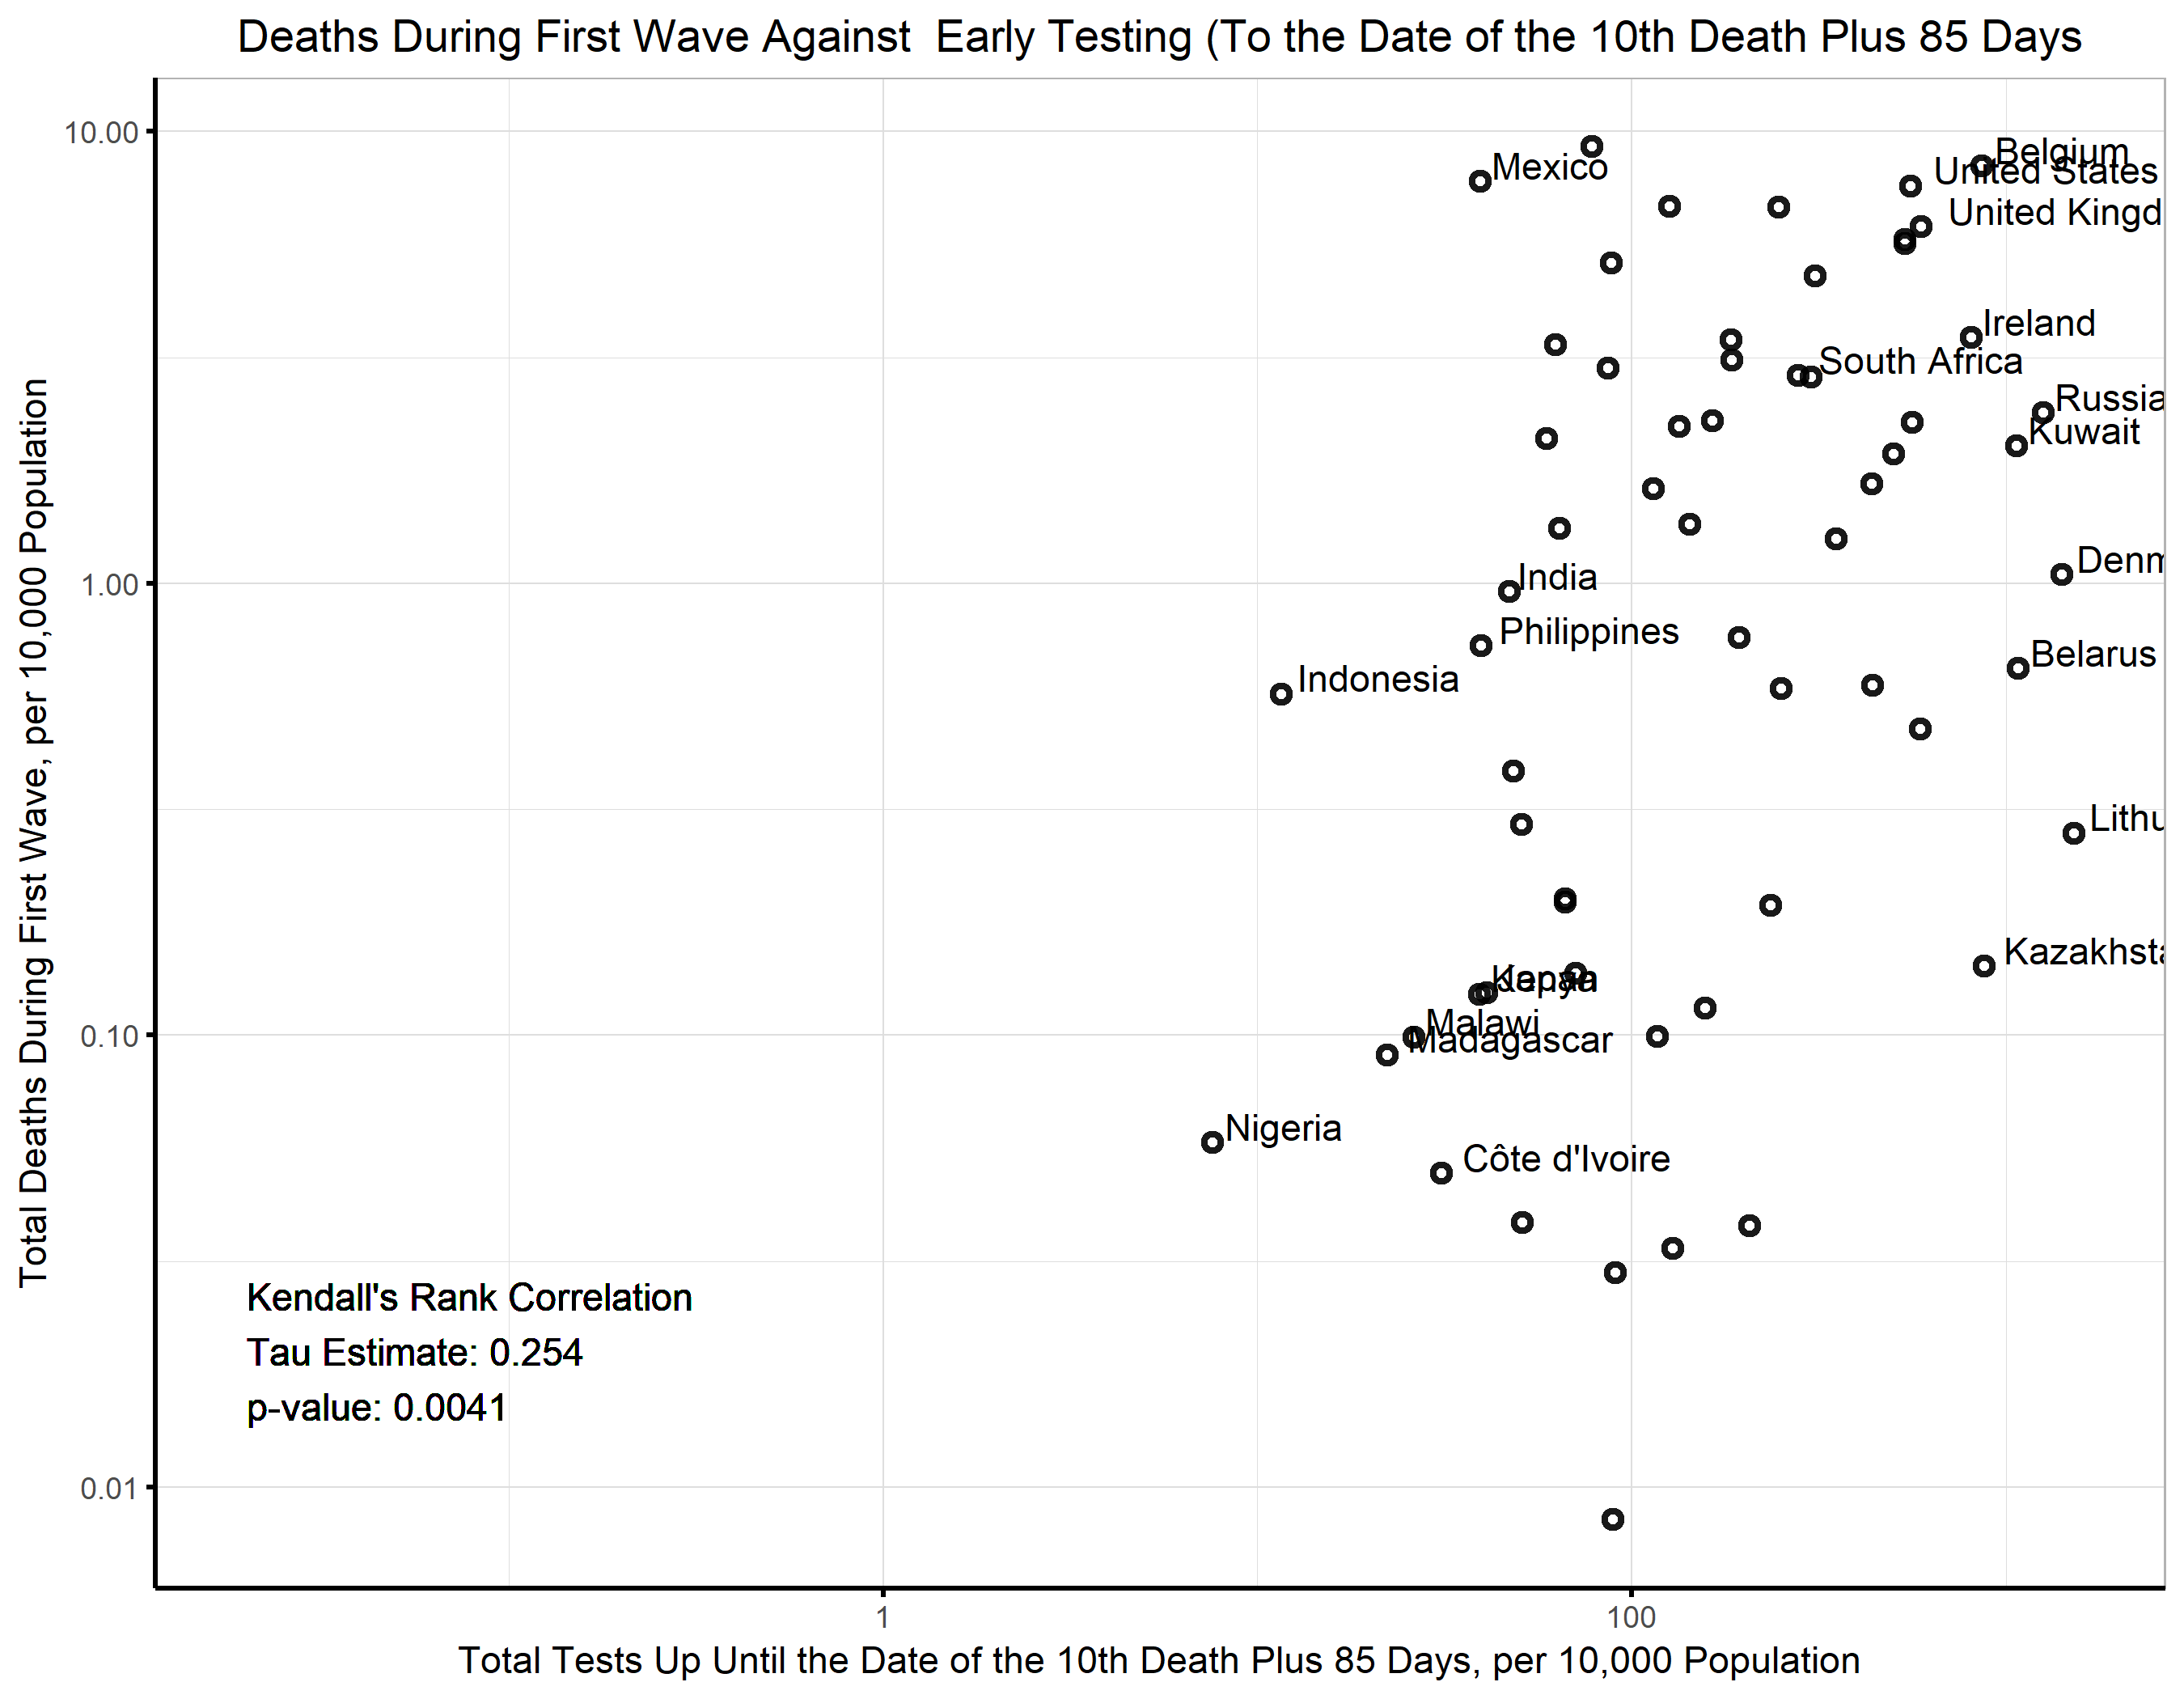 Deaths During First Wave Against  Early Testing (To the Date of the 10th Death Plus 85 Days
Total Deaths During First Wave, per 10,000 Population
10.00
1.00
0.10
0.01
Belgium
Mexico
United States
United Kingd
Ireland
South Africa
Russia
Kuwait
Denm
India
Philippines
Belarus
Indonesia
Lithu
Kazakhsta
Kenya
Japan
Malawi
Madagascar
Nigeria
Côte d'Ivoire
Kendall's Rank Correlation
Tau Estimate: 0.254
p-value: 0.0041
1
100
Total Tests Up Until the Date of the 10th Death Plus 85 Days, per 10,000 Population